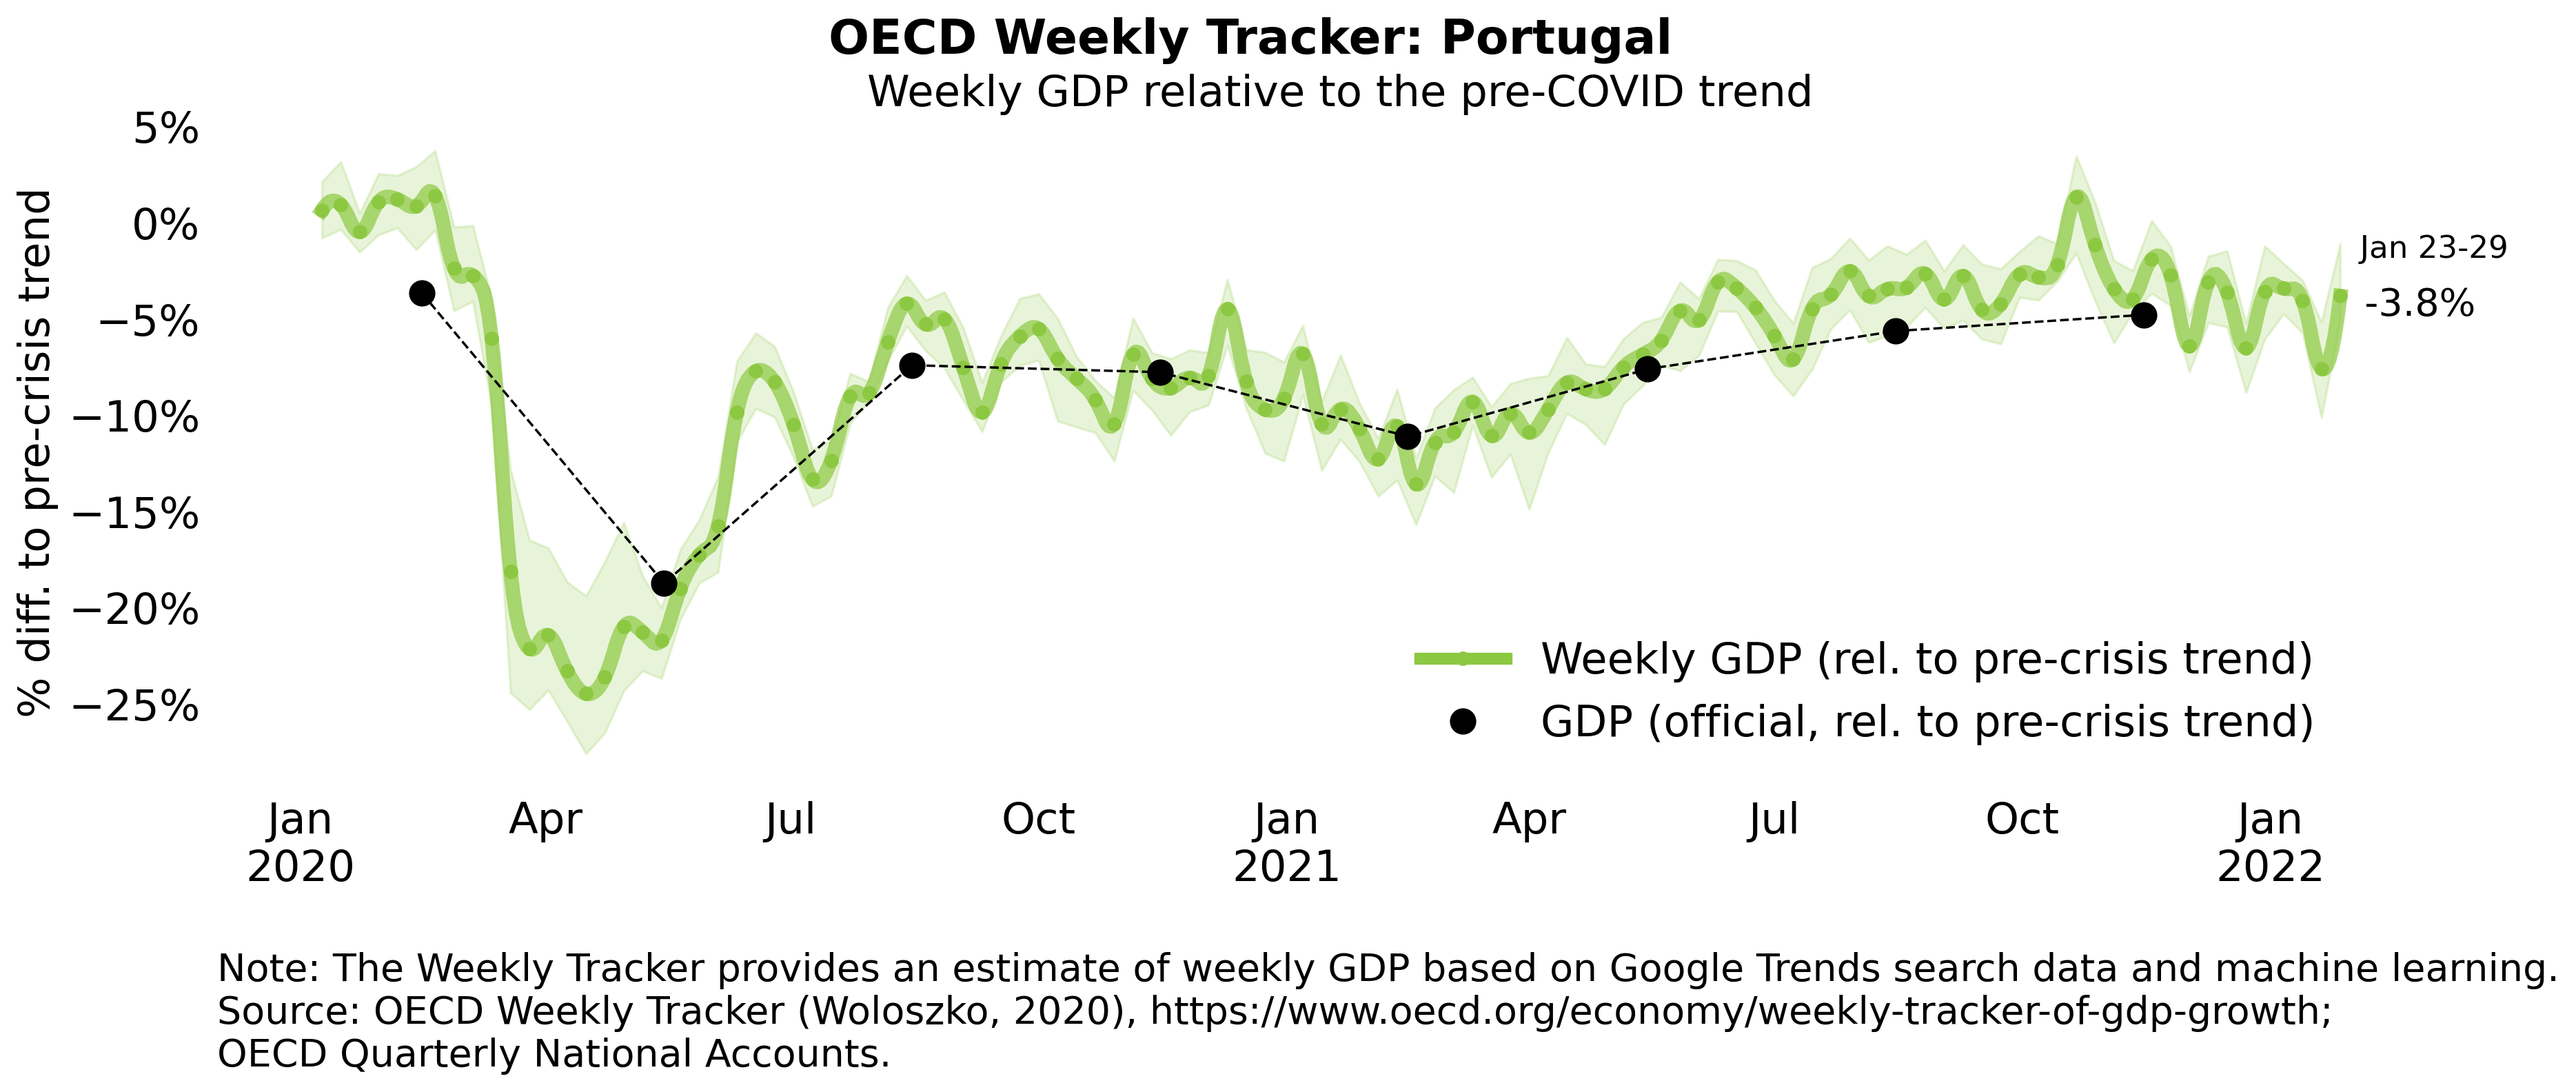 OECD Weekly Tracker: Portugal
Weekly GDP relative to the pre-COVID trend
% diff. to pre-crisis trend
5%
0%
−5%
−10%
−15%
−20%
−25%
Jan 23-29
-3.8%
Weekly GDP (rel. to pre-crisis trend)
GDP (official, rel. to pre-crisis trend)
Jan Apr Jul Oct Jan Apr Jul Oct Jan
2020 2021 2022
Note: The Weekly Tracker provides an estimate of weekly GDP based on Google Trends search data and machine learning.
Source: OECD Weekly Tracker (Woloszko, 2020), https://www.oecd.org/economy/weekly-tracker-of-gdp-growth;
OECD Quarterly National Accounts.